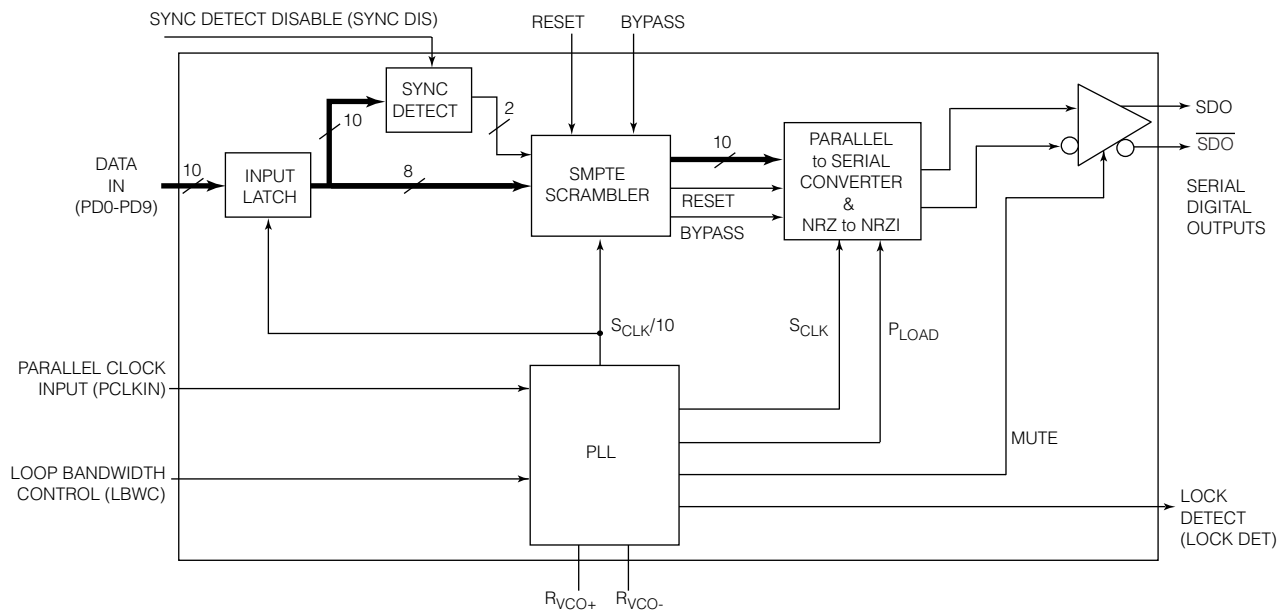 SYNC DETECT DISABLE (SYNC DIS)
RESET
BYPASS
SYNC
DETECT
10
2
DATA
IN
(PD0-PD9)
10
INPUT
LATCH
8
SMPTE
SCRAMBLER
10
RESET
BYPASS
PARALLEL
to SERIAL
CONVERTER
&
NRZ to NRZI
SDO
SDO
SERIAL
DIGITAL
OUTPUTS
SCLK/10
SCLK
PLOAD
PARALLEL CLOCK
INPUT (PCLKIN)
PLL
MUTE
LOOP BANDWIDTH
CONTROL (LBWC)
LOCK
DETECT
(LOCK DET)
RVCO+
RVCO-